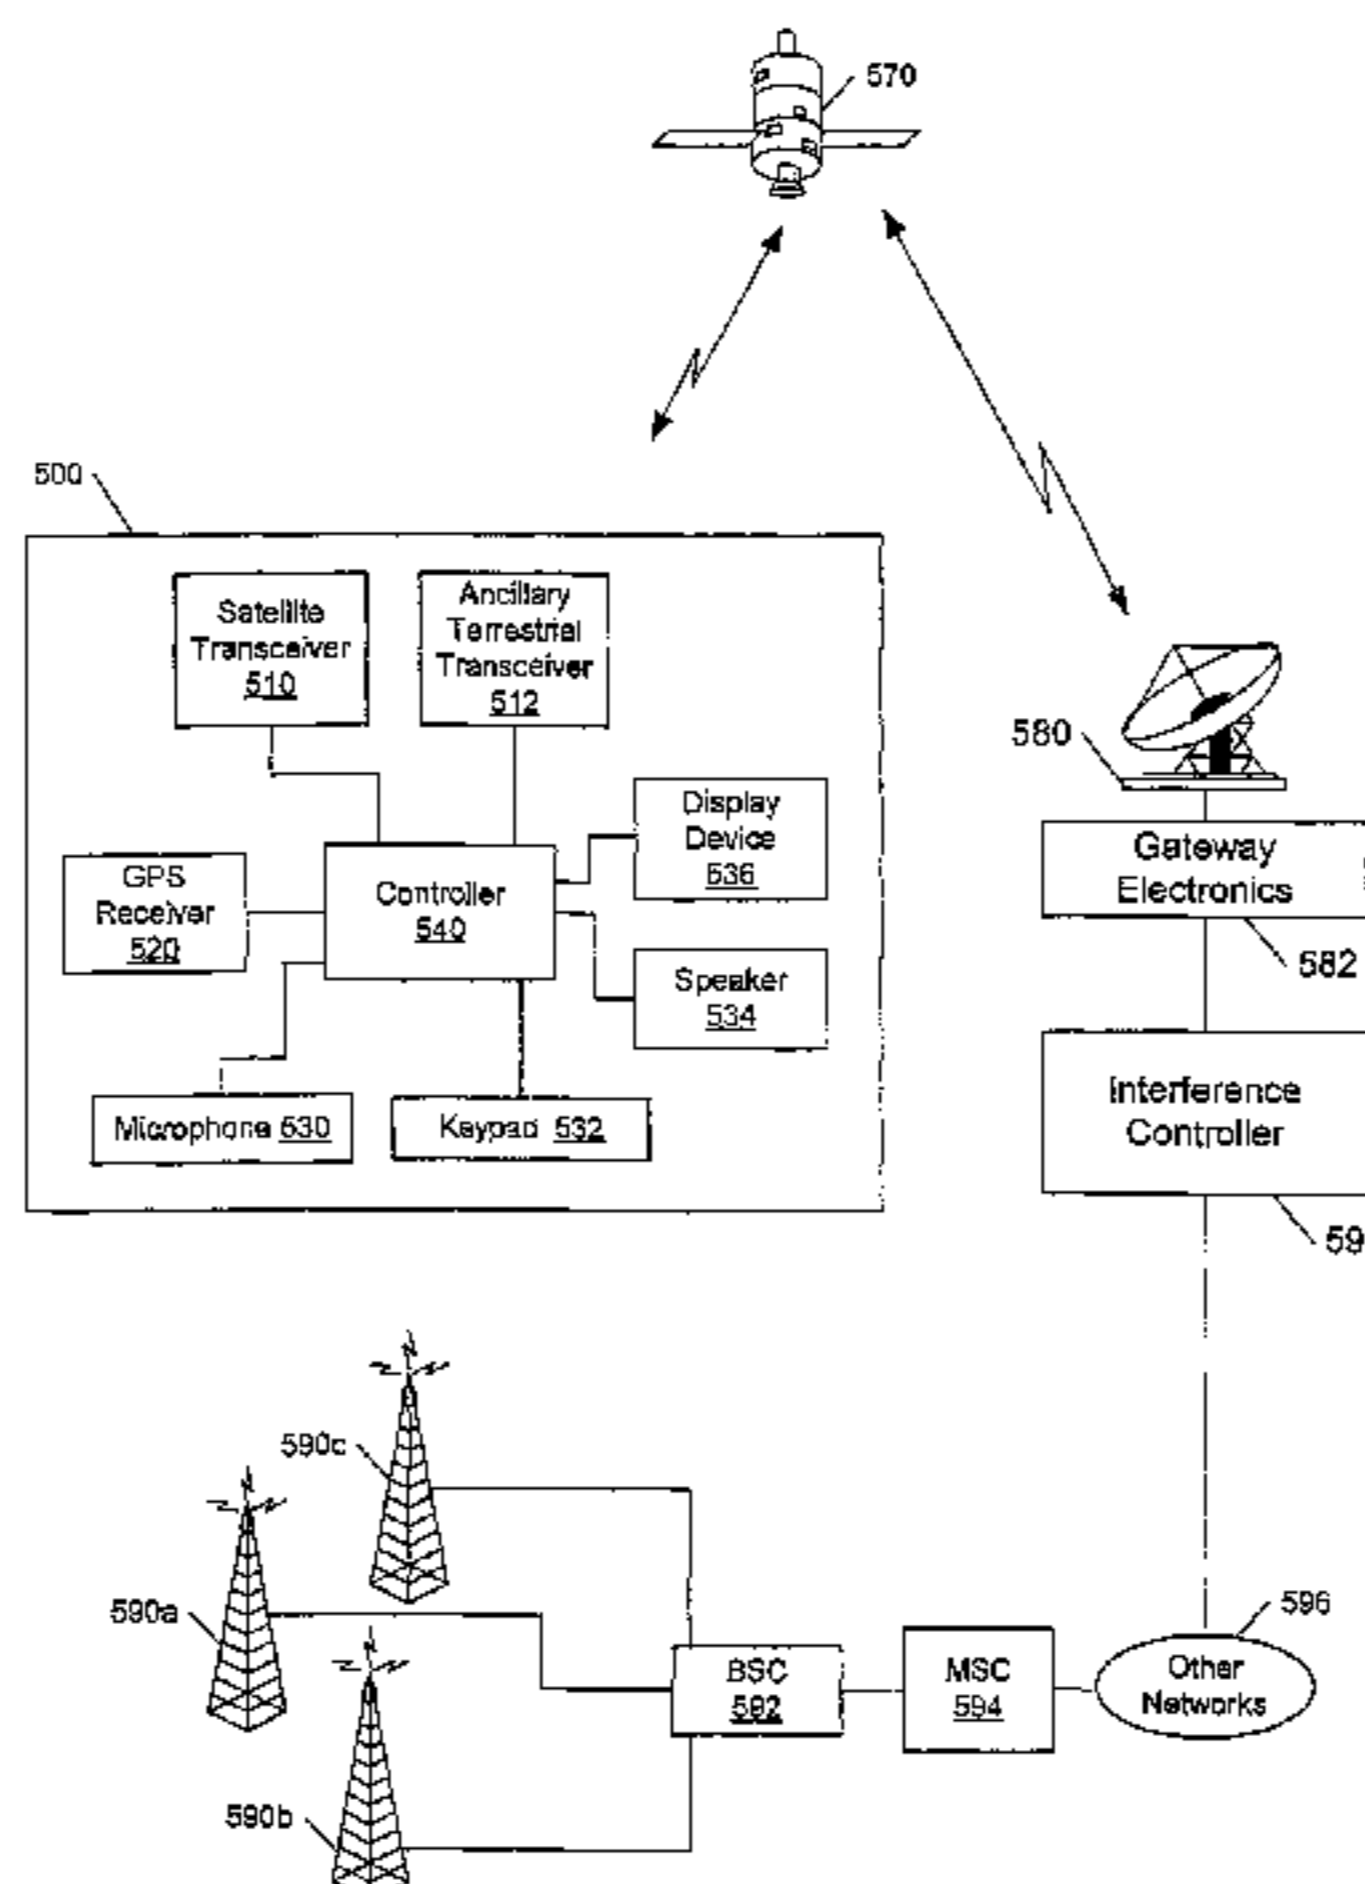 570
500
Satellite
Transceiver
510
Ancillary
Terrestrial
Transceiver
512
580
Display
Device
536
Gateway
Electronics
582
GPS
Receiver
520
Controller
540
Speaker
534
Interference
Controller
59
Microphone 530
Keypad 532
590c
590a
590b
BSC
592
MSC
594
596
Other
Networks